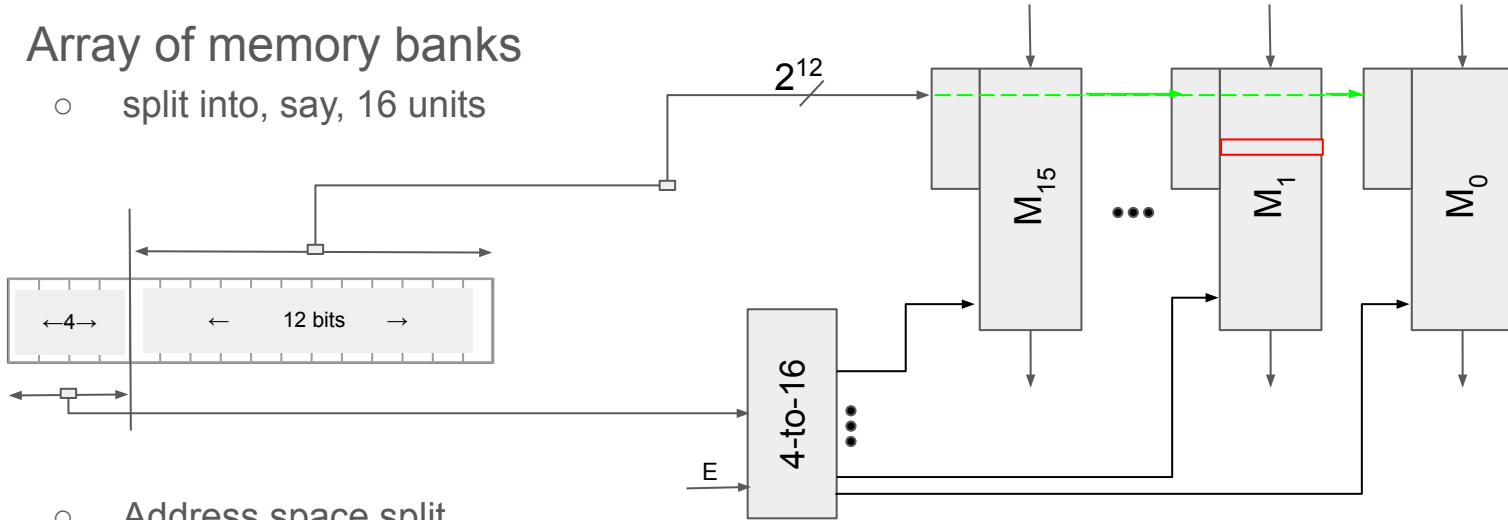 Array of memory banks
○ split into, say, 16 units
2¹²
M₁₅
M₁
M₀
←4→
← 12 bits →
4-to-16
E
○ Address space split